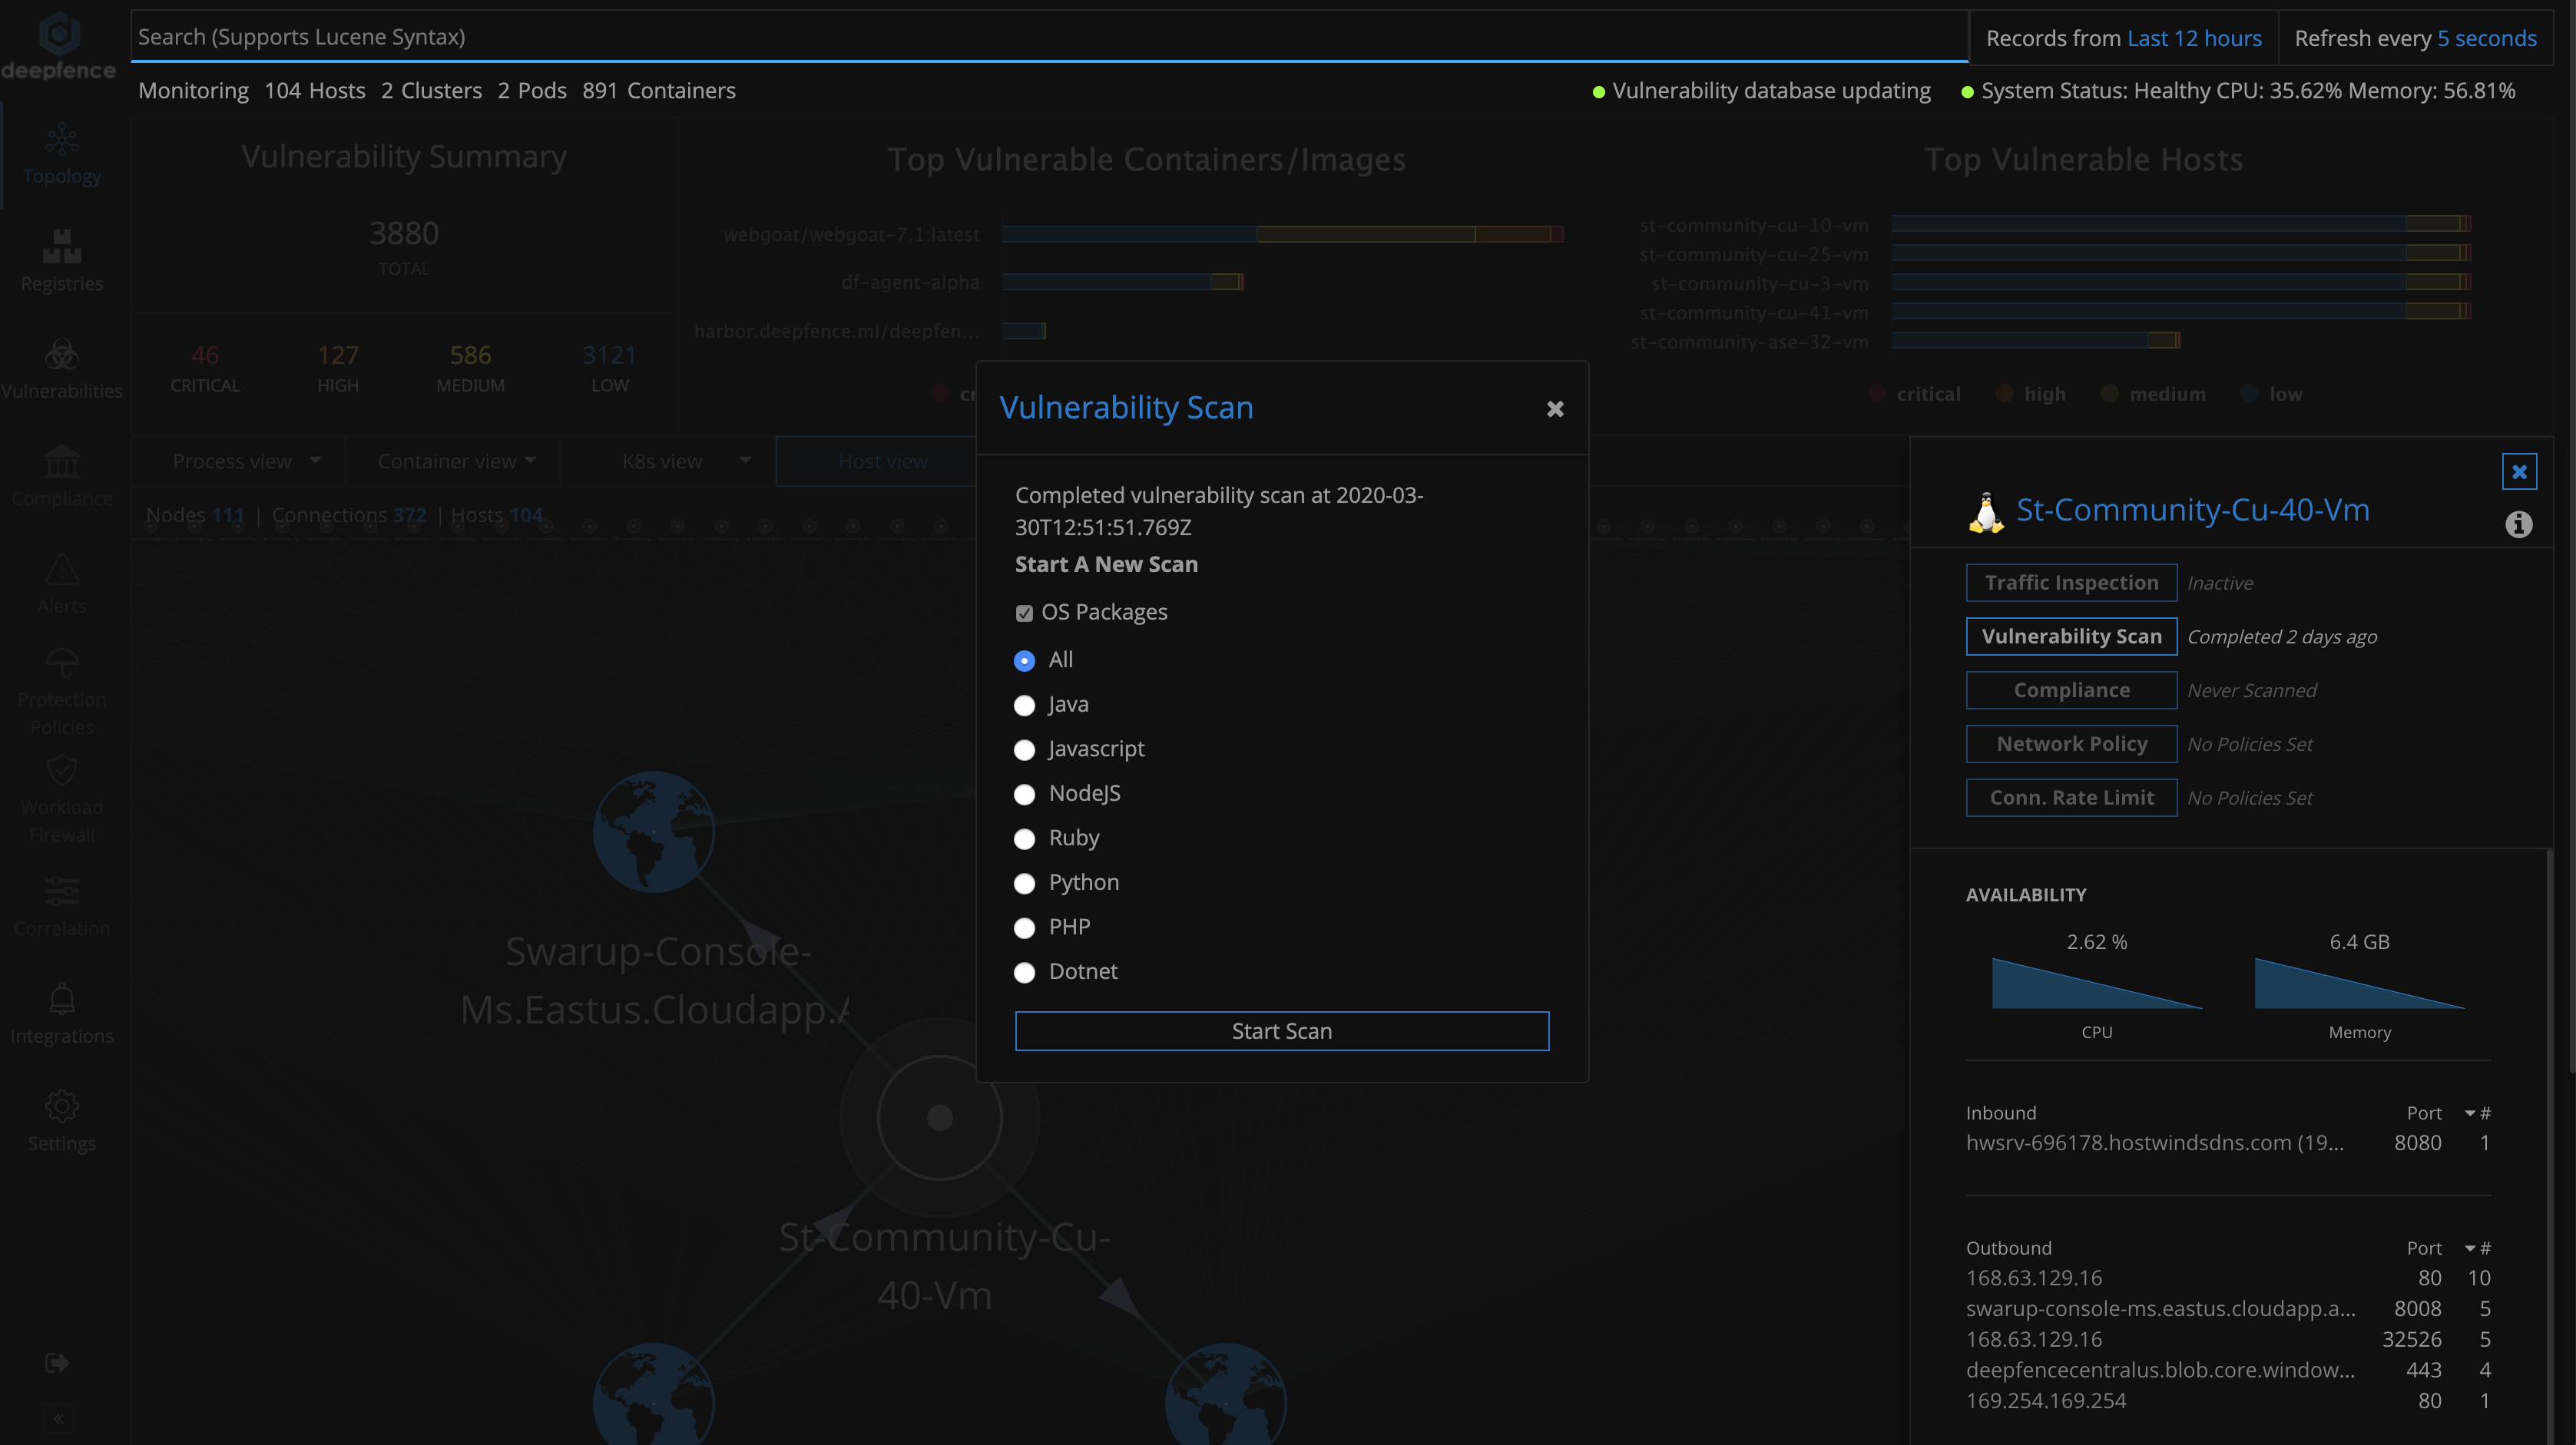 deepfence
Search (Supports Lucene Syntax)
Records from Last 12 hours
Refresh every 5 seconds
Monitoring 104 Hosts 2 Clusters 2 Pods 891 Containers
Vulnerability database updating
System Status: Healthy CPU: 35.62% Memory: 56.81%
Topology
Registries
Vulnerabilities
Compliance
Alerts
Protection
Policies
Workload
Firewall
Correlation
Integrations
Settings
«
Vulnerability Summary
3880
TOTAL
46
CRITICAL
127
HIGH
586
MEDIUM
3121
LOW
Top Vulnerable Containers/Images
webgoat/webgoat-7.1:latest
df-agent-alpha
harbor.deepfence.ml/deepfen...
cr
Top Vulnerable Hosts
st-community-cu-10-vm
st-community-cu-25-vm
st-community-cu-3-vm
st-community-cu-41-vm
st-community-ase-32-vm
critical
high
medium
low
Process view
Container view
K8s view
Host view
Nodes 111 | Connections 372 | Hosts 104
Swarup-Console-
Ms.Eastus.Cloudapp.A
St-Community-Cu-
40-Vm
Vulnerability Scan
Completed vulnerability scan at 2020-03-
30T12:51:51.769Z
Start A New Scan
OS Packages
All
Java
Javascript
NodeJS
Ruby
Python
PHP
Dotnet
Start Scan
St-Community-Cu-40-Vm
Traffic Inspection Inactive
Vulnerability Scan Completed 2 days ago
Compliance Never Scanned
Network Policy No Policies Set
Conn. Rate Limit No Policies Set
AVAILABILITY
2.62 %
CPU
6.4 GB
Memory
Inbound Port #
hwsrv-696178.hostwindsdns.com (19... 8080 1
Outbound Port #
168.63.129.16 80 10
swarup-console-ms.eastus.cloudapp.a... 8008 5
168.63.129.16 32526 5
deepfencecentralus.blob.core.window... 443 4
169.254.169.254 80 1